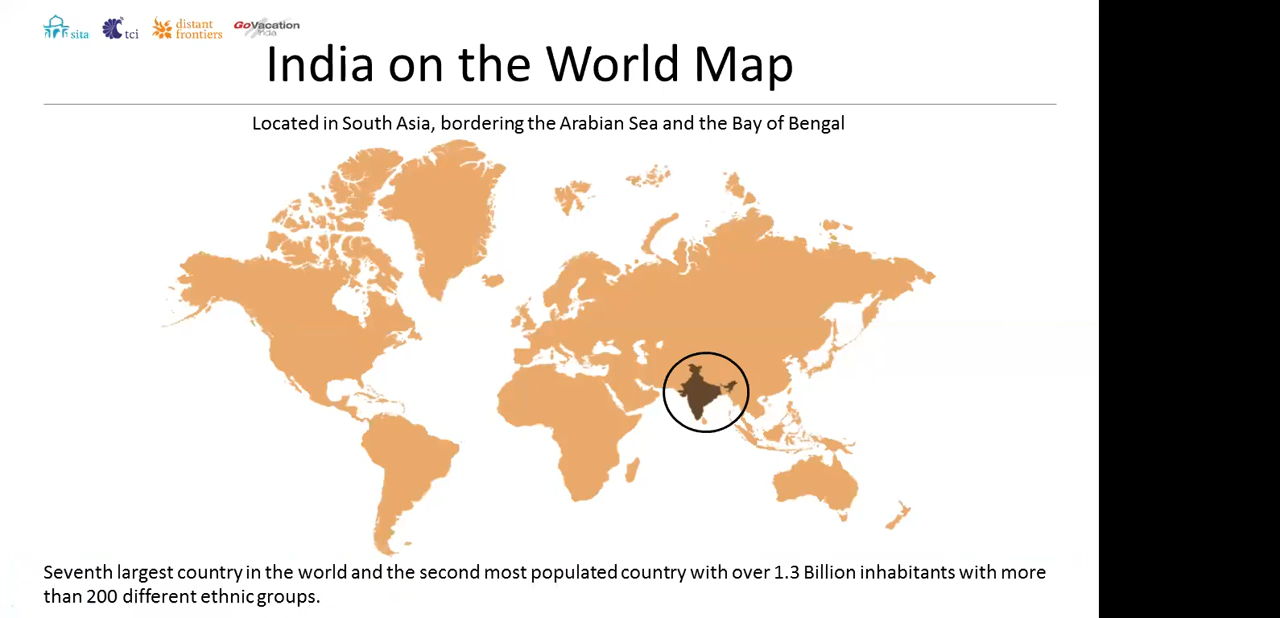 sita tci distant frontiers GoVacation India
India on the World Map
Located in South Asia, bordering the Arabian Sea and the Bay of Bengal
Seventh largest country in the world and the second most populated country with over 1.3 Billion inhabitants with more
than 200 different ethnic groups.